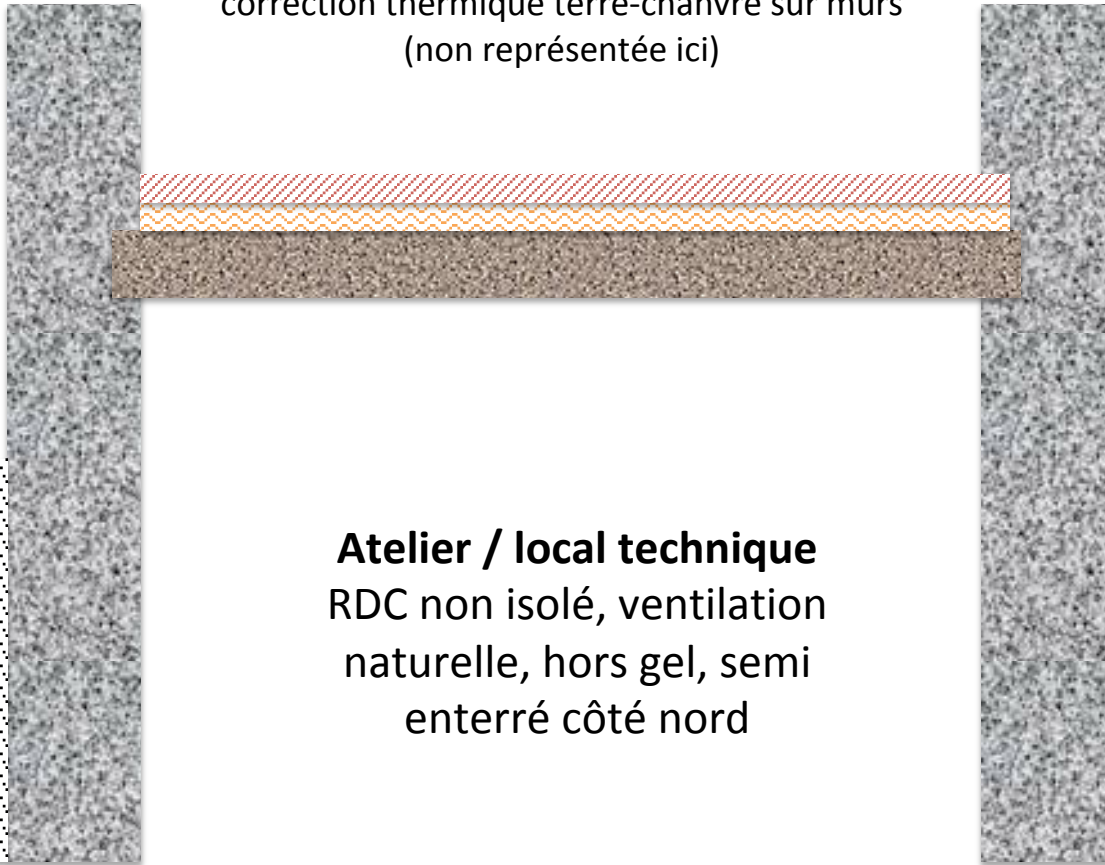 correction thermique terre-chanvre sur murs
(non représentée ici)
Atelier / local technique
RDC non isolé, ventilation
naturelle, hors gel, semi
enterré côté nord